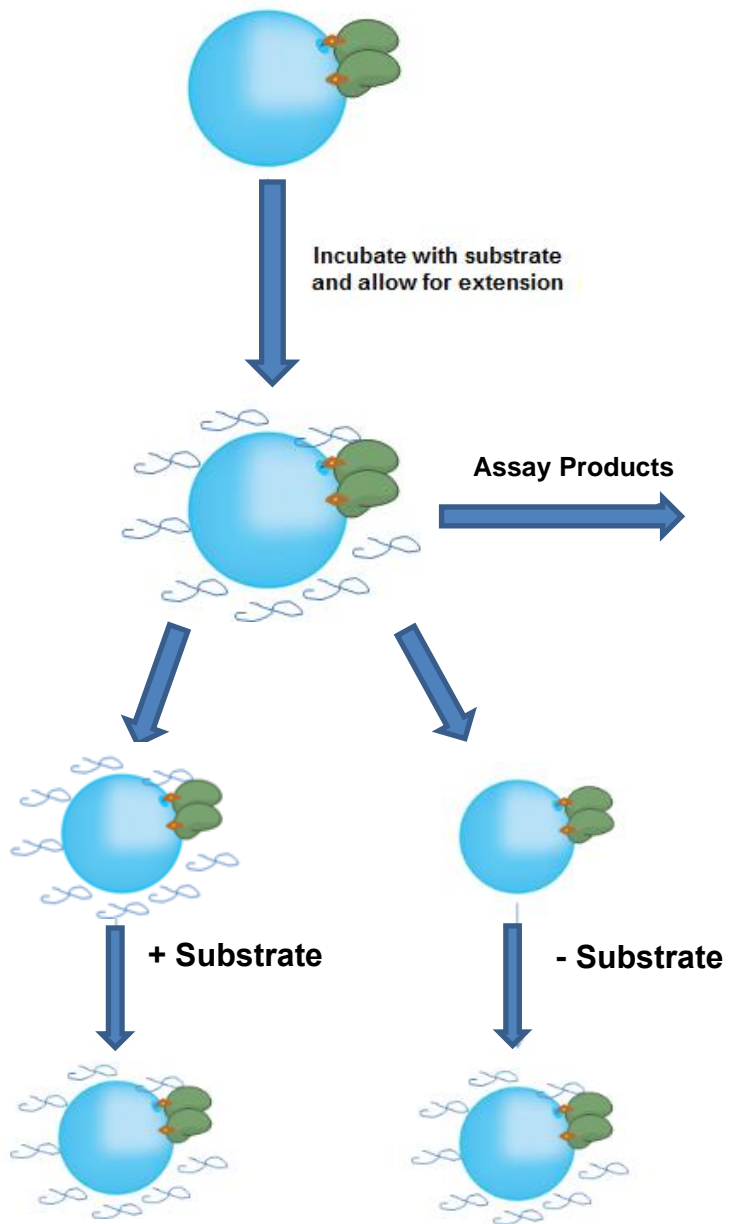 Incubate with substrate
and allow for extension
Assay Products
+ Substrate
- Substrate